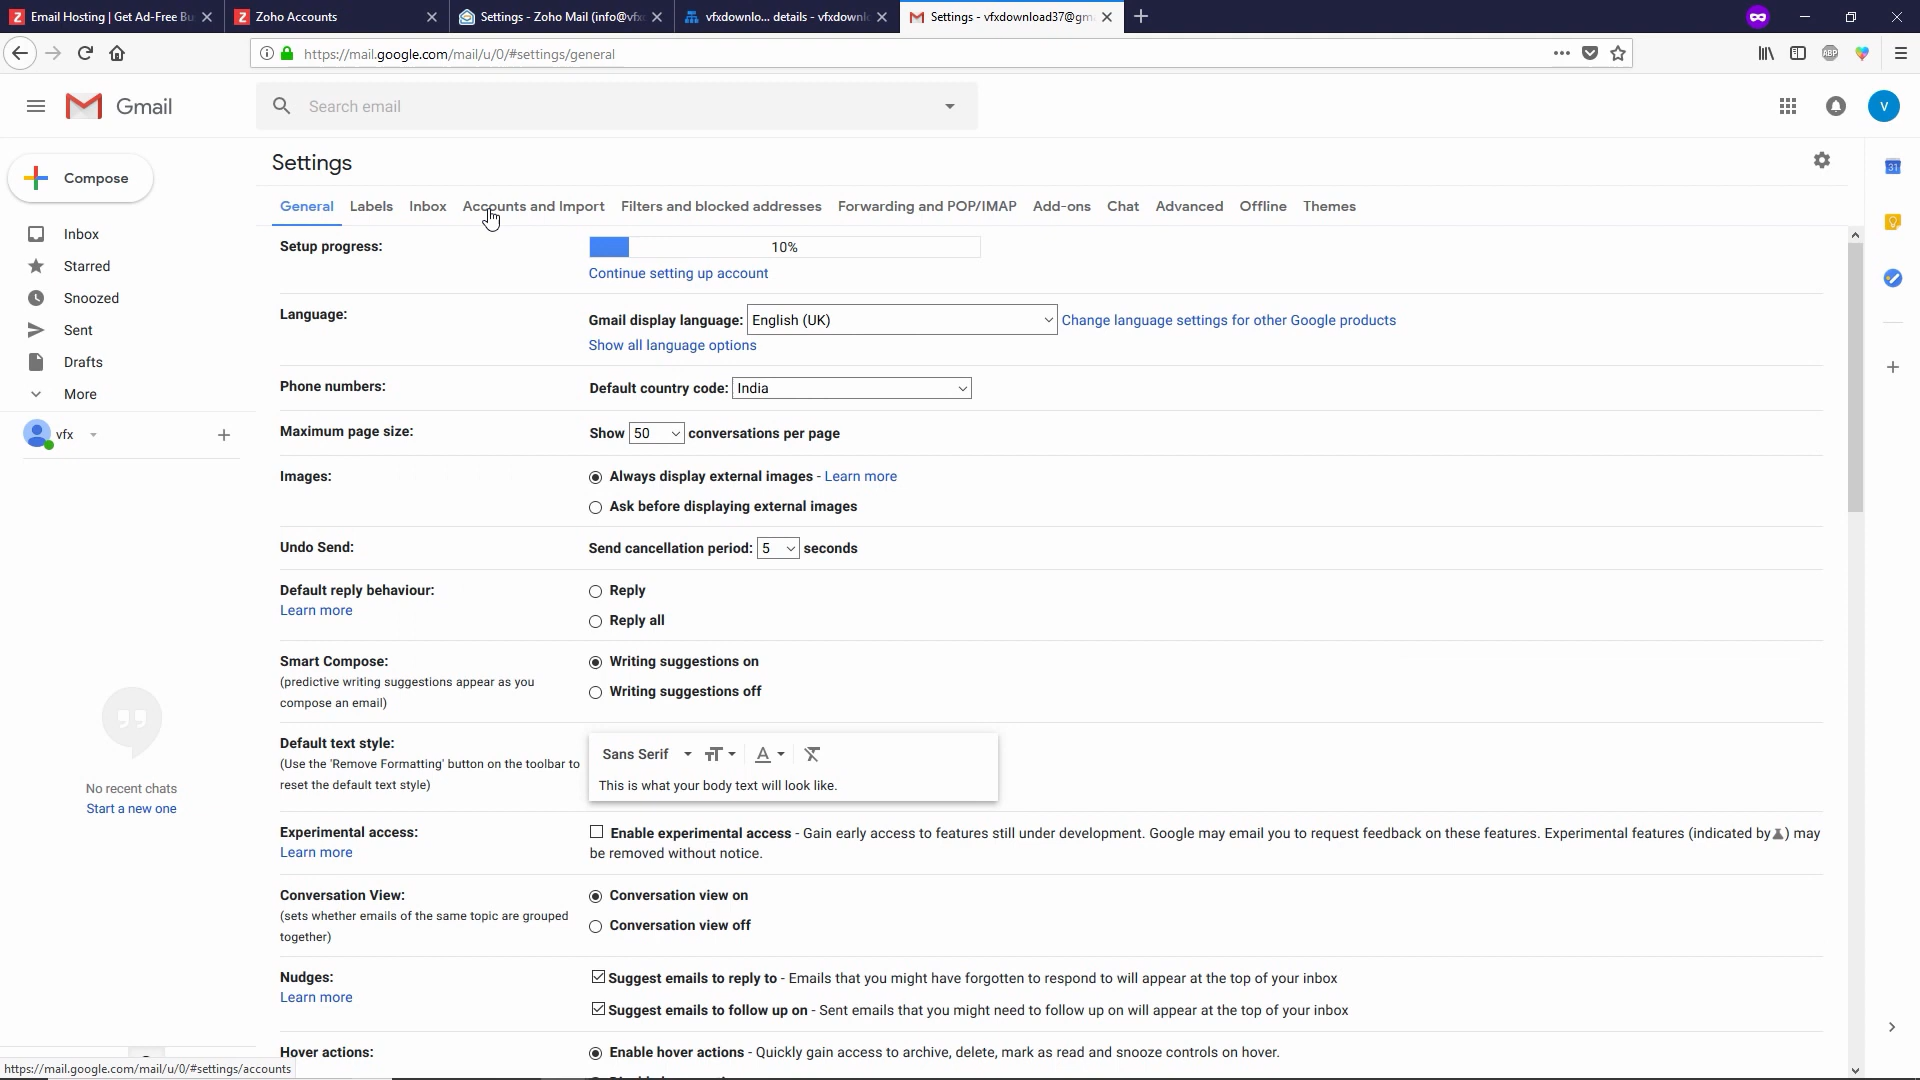 Email Hosting | Get Ad-Free Bu
Zoho Accounts
Settings - Zoho Mail (info@vfx
vfxdownlo... details - vfxdownl
Settings - vfxdownload37@gm
https://mail.google.com/mail/u/0/#settings/general
ABP
Gmail
Search email
V
Compose
Settings
31
General Labels Inbox Accounts and Import Filters and blocked addresses Forwarding and POP/IMAP Add-ons Chat Advanced Offline Themes
Inbox
Starred
Snoozed
Sent
Drafts
More
vfx
No recent chats
Start a new one
Setup progress:
10%
Continue setting up account
Language:
Gmail display language: English (UK) Change language settings for other Google products
Show all language options
Phone numbers:
Default country code: India
Maximum page size:
Show 50 conversations per page
Images:
Always display external images - Learn more
Ask before displaying external images
Undo Send:
Send cancellation period: 5 seconds
Default reply behaviour:
Learn more
Reply
Reply all
Smart Compose:
(predictive writing suggestions appear as you
compose an email)
Writing suggestions on
Writing suggestions off
Default text style:
(Use the 'Remove Formatting' button on the toolbar to
reset the default text style)
Sans Serif
This is what your body text will look like.
Experimental access:
Learn more
Enable experimental access - Gain early access to features still under development. Google may email you to request feedback on these features. Experimental features (indicated by ) may
be removed without notice.
Conversation View:
(sets whether emails of the same topic are grouped
together)
Conversation view on
Conversation view off
Nudges:
Learn more
Suggest emails to reply to - Emails that you might have forgotten to respond to will appear at the top of your inbox
Suggest emails to follow up on - Sent emails that you might need to follow up on will appear at the top of your inbox
Hover actions:
Enable hover actions - Quickly gain access to archive, delete, mark as read and snooze controls on hover.
https://mail.google.com/mail/u/0/#settings/accounts